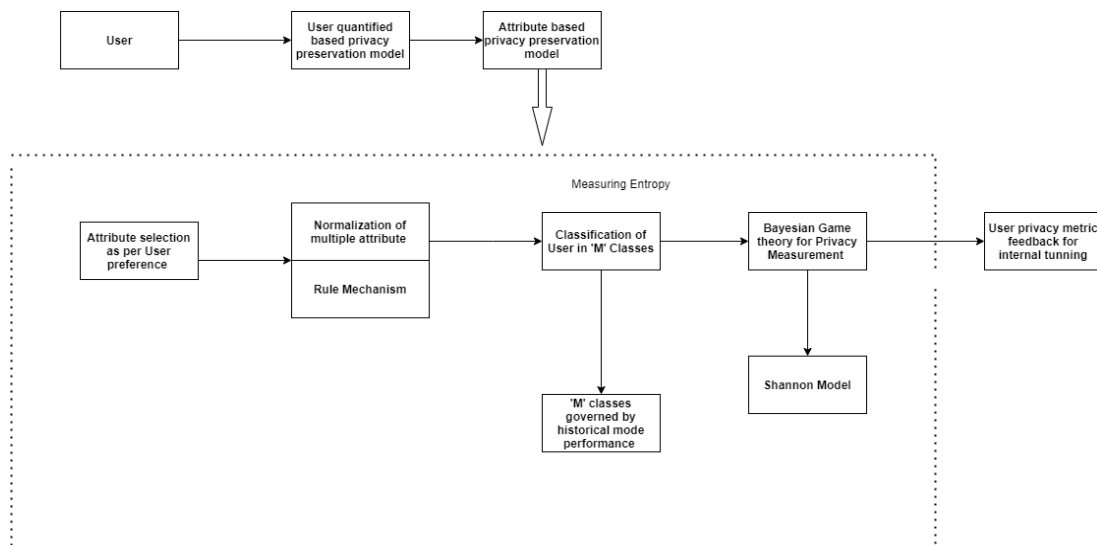 User
User quantified
based privacy
preservation model
Attribute based
privacy preservation
model
Measuring Entropy
Attribute selection
as per User
preference
Normalization of
multiple attribute
Rule Mechanism
Classification of
User in 'M' Classes
Bayesian Game
theory for Privacy
Measurement
User privacy metric
feedback for
internal tunning
'M' classes
governed by
historical mode
performance
Shannon Model